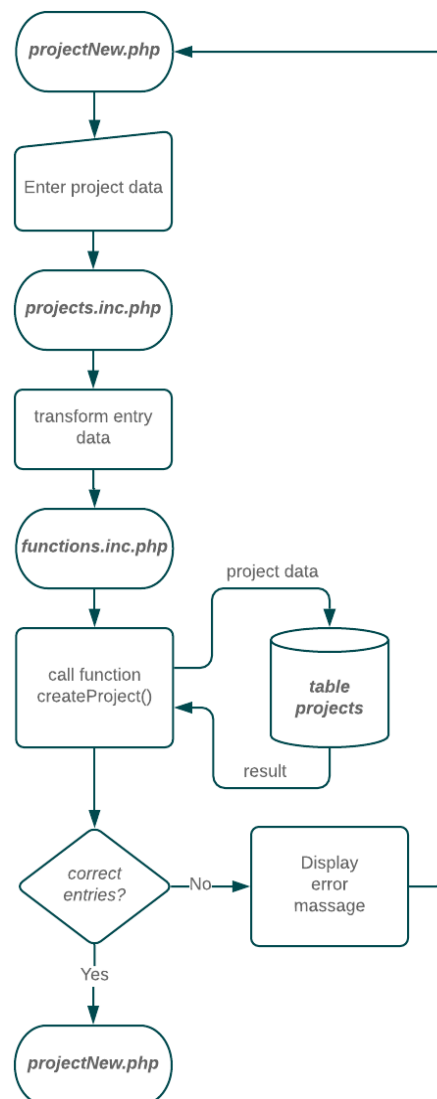 projectNew.php
Enter project data
projects.inc.php
transform entry
data
functions.inc.php
project data
call function
createProject()
table
projects
result
correct
entries?
No
Display
error
massage
Yes
projectNew.php